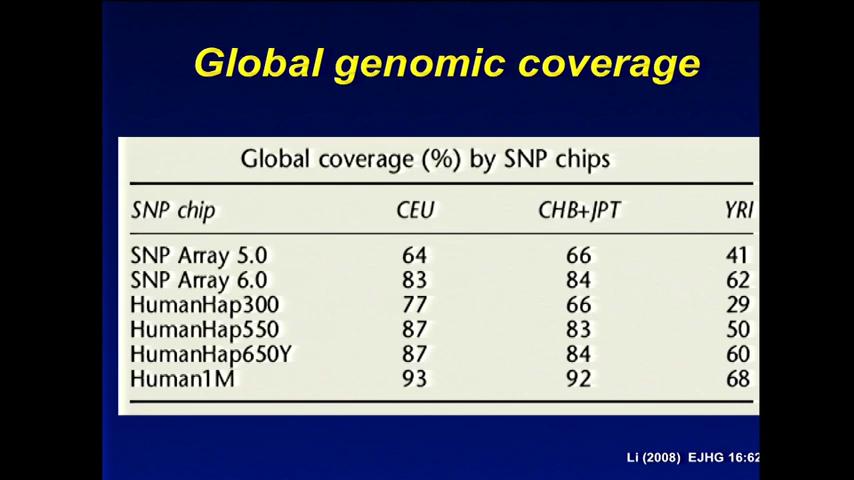 Global genomic coverage
Global coverage (%) by SNP chips
SNP chip CEU CHB+JPT YRI
SNP Array 5.0 64 66 41
SNP Array 6.0 83 84 62
HumanHap300 77 66 29
HumanHap550 87 83 50
HumanHap650Y 87 84 60
Human1M 93 92 68
Li (2008) EJHG 16:62